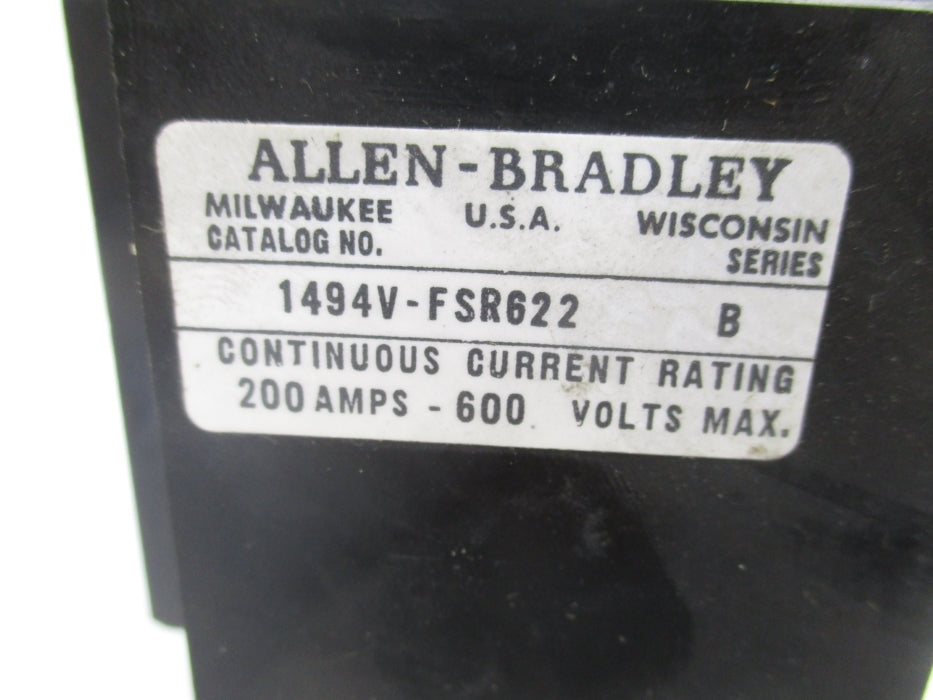 ALLEN-BRADLEY
MILWAUKEE U.S.A. WISCONSIN
CATALOG NO. SERIES
1494V-FSR622 B
CONTINUOUS CURRENT RATING
200 AMPS - 600 VOLTS MAX.